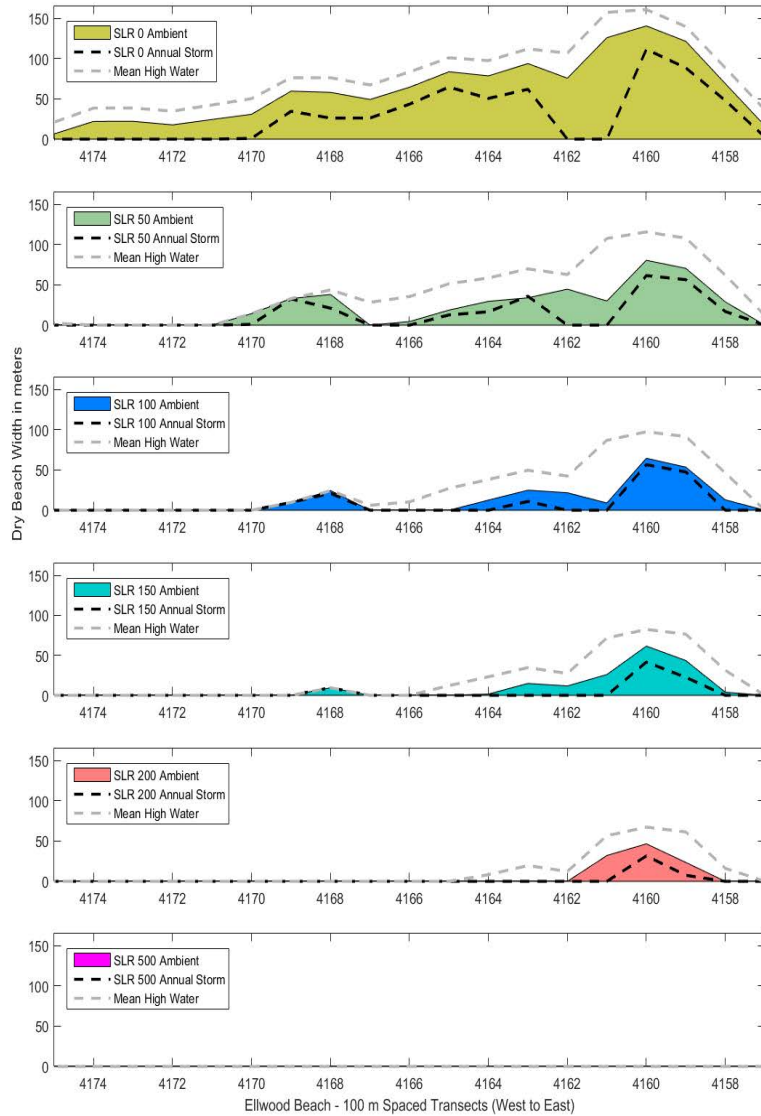 150
100
50
0
SLR 0 Ambient
SLR 0 Annual Storm
Mean High Water
4174 4172 4170 4168 4166 4164 4162 4160 4158
150
100
50
0
SLR 50 Ambient
SLR 50 Annual Storm
Mean High Water
4174 4172 4170 4168 4166 4164 4162 4160 4158
Dry Beach Width in meters
150
100
50
0
SLR 100 Ambient
SLR 100 Annual Storm
Mean High Water
4174 4172 4170 4168 4166 4164 4162 4160 4158
150
100
50
0
SLR 150 Ambient
SLR 150 Annual Storm
Mean High Water
4174 4172 4170 4168 4166 4164 4162 4160 4158
150
100
50
0
SLR 200 Ambient
SLR 200 Annual Storm
Mean High Water
4174 4172 4170 4168 4166 4164 4162 4160 4158
150
100
50
0
SLR 500 Ambient
SLR 500 Annual Storm
Mean High Water
4174 4172 4170 4168 4166 4164 4162 4160 4158
Ellwood Beach - 100 m Spaced Transects (West to East)